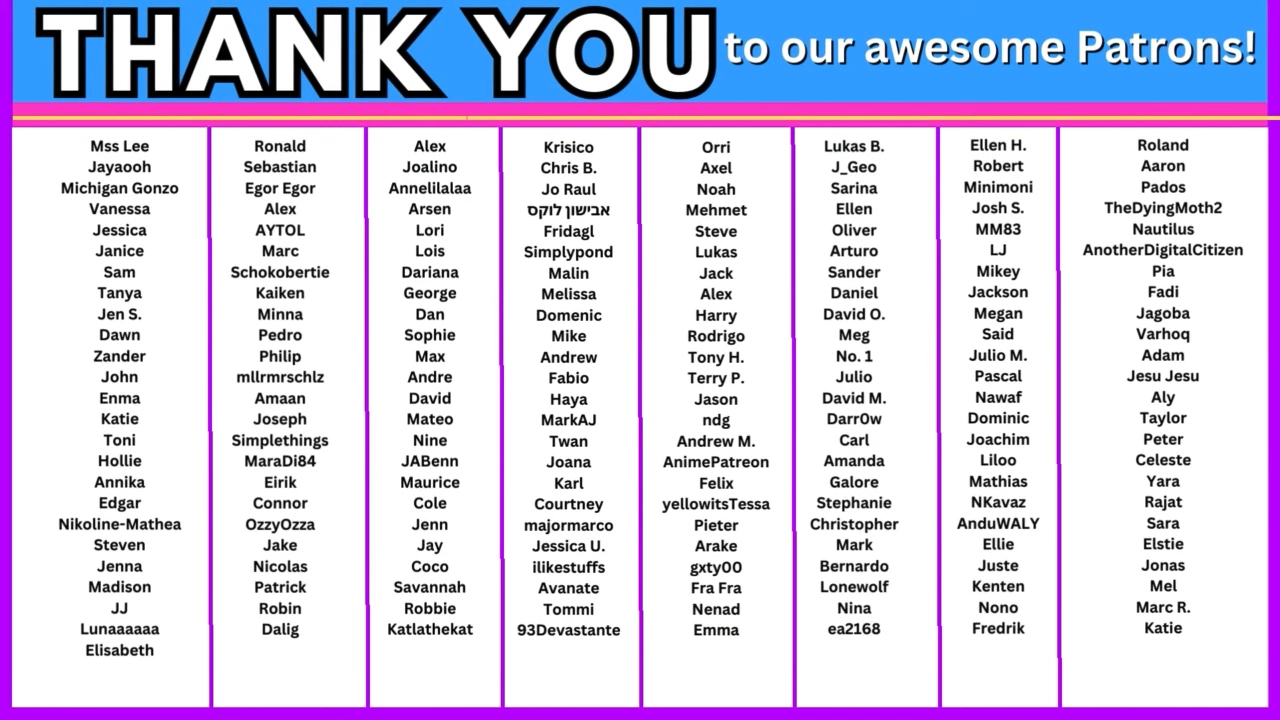 THANK YOU to our awesome Patrons!
Mss Lee
Jayaooh
Michigan Gonzo
Vanessa
Jessica
Janice
Sam
Tanya
Jen S.
Dawn
Zander
John
Enma
Katie
Toni
Hollie
Annika
Edgar
Nikoline-Mathea
Steven
Jenna
Madison
JJ
Lunaaaaaa
Elisabeth
Ronald
Sebastian
Egor Egor
Alex
AYTOL
Marc
Schokobertie
Kaiken
Minna
Pedro
Philip
mllrmrschlz
Amaan
Joseph
Simplethings
MaraDi84
Eirik
Connor
OzzyOzza
Jake
Nicolas
Patrick
Robin
Dalig
Alex
Joalino
Annelilalaa
Arsen
Lori
Lois
Dariana
George
Dan
Sophie
Max
Andre
David
Mateo
Nine
JABenn
Maurice
Cole
Jenn
Jay
Coco
Savannah
Robbie
Katlathekat
Krisico
Chris B.
Jo Raul
אבישון לוקס
Fridagl
Simplypond
Malin
Melissa
Domenic
Mike
Andrew
Fabio
Haya
MarkAJ
Twan
Joana
Karl
Courtney
majormarco
Jessica U.
ilikestuffs
Avanate
Tommi
93Devastante
Orri
Axel
Noah
Mehmet
Steve
Lukas
Jack
Alex
Harry
Rodrigo
Tony H.
Terry P.
Jason
ndg
Andrew M.
AnimePatreon
Felix
yellowitsTessa
Pieter
Arake
gxty00
Fra Fra
Nenad
Emma
Lukas B.
J_Geo
Sarina
Ellen
Oliver
Arturo
Sander
Daniel
David O.
Meg
No. 1
Julio
David M.
Darr0w
Carl
Amanda
Galore
Stephanie
Christopher
Mark
Bernardo
Lonewolf
Nina
ea2168
Ellen H.
Robert
Minimoni
Josh S.
MM83
LJ
Mikey
Jackson
Megan
Said
Julio M.
Pascal
Nawaf
Dominic
Joachim
Liloo
Mathias
NKavaz
AnduWALY
Ellie
Juste
Kenten
Nono
Fredrik
Roland
Aaron
Pados
TheDyingMoth2
Nautilus
AnotherDigitalCitizen
Pia
Fadi
Jagoba
Varhoq
Adam
Jesu Jesu
Aly
Taylor
Peter
Celeste
Yara
Rajat
Sara
Elstie
Jonas
Mel
Marc R.
Katie